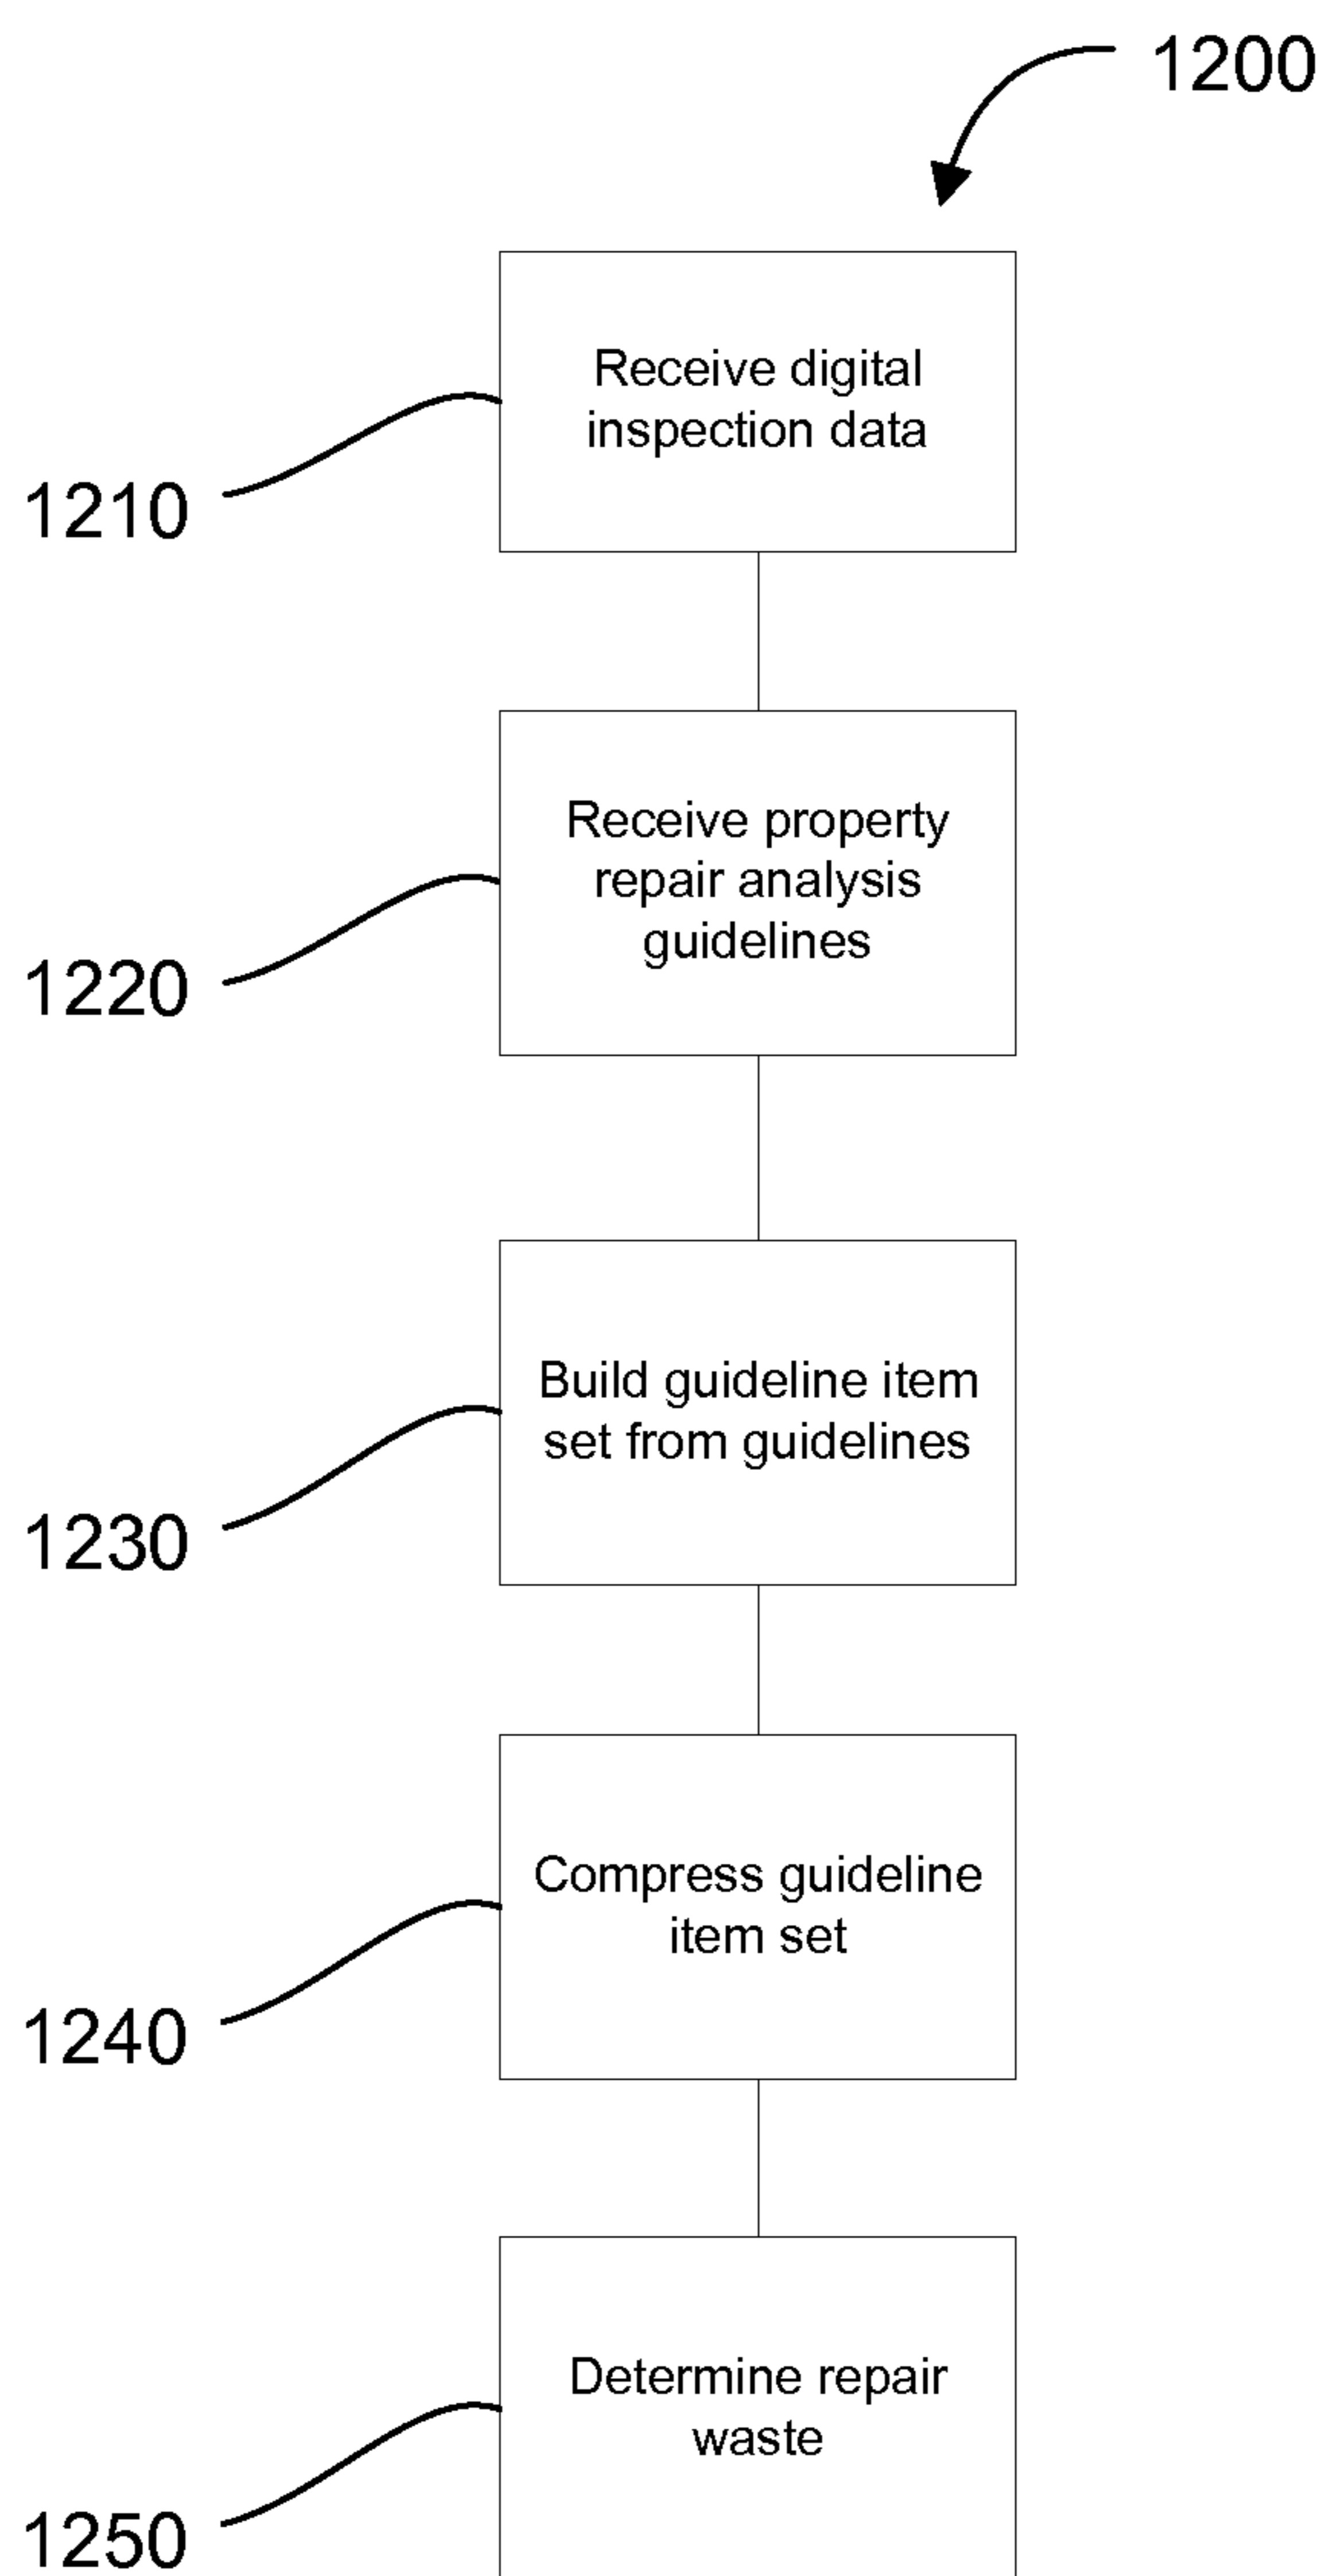 1200
Receive digital
inspection data
1210
Receive property
repair analysis
guidelines
1220
Build guideline item
set from guidelines
1230
Compress guideline
item set
1240
Determine repair
waste
1250